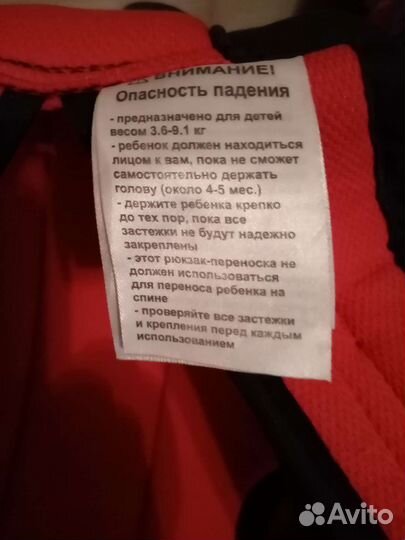 ⚠ ВНИМАНИЕ!
Опасность падения
- предназначено для детей
весом 3.6-9.1 кг
- ребенок должен находиться
лицом к вам, пока не сможет
самостоятельно держать
голову (около 4-5 мес.)
- держите ребенка крепко
до тех пор, пока все
застежки не будут надежно
закреплены
- этот рюкзак-переноска не
должен использоваться
для переноса ребенка на
спине
- проверяйте все застежки
и крепления перед каждым
использованием
Avito